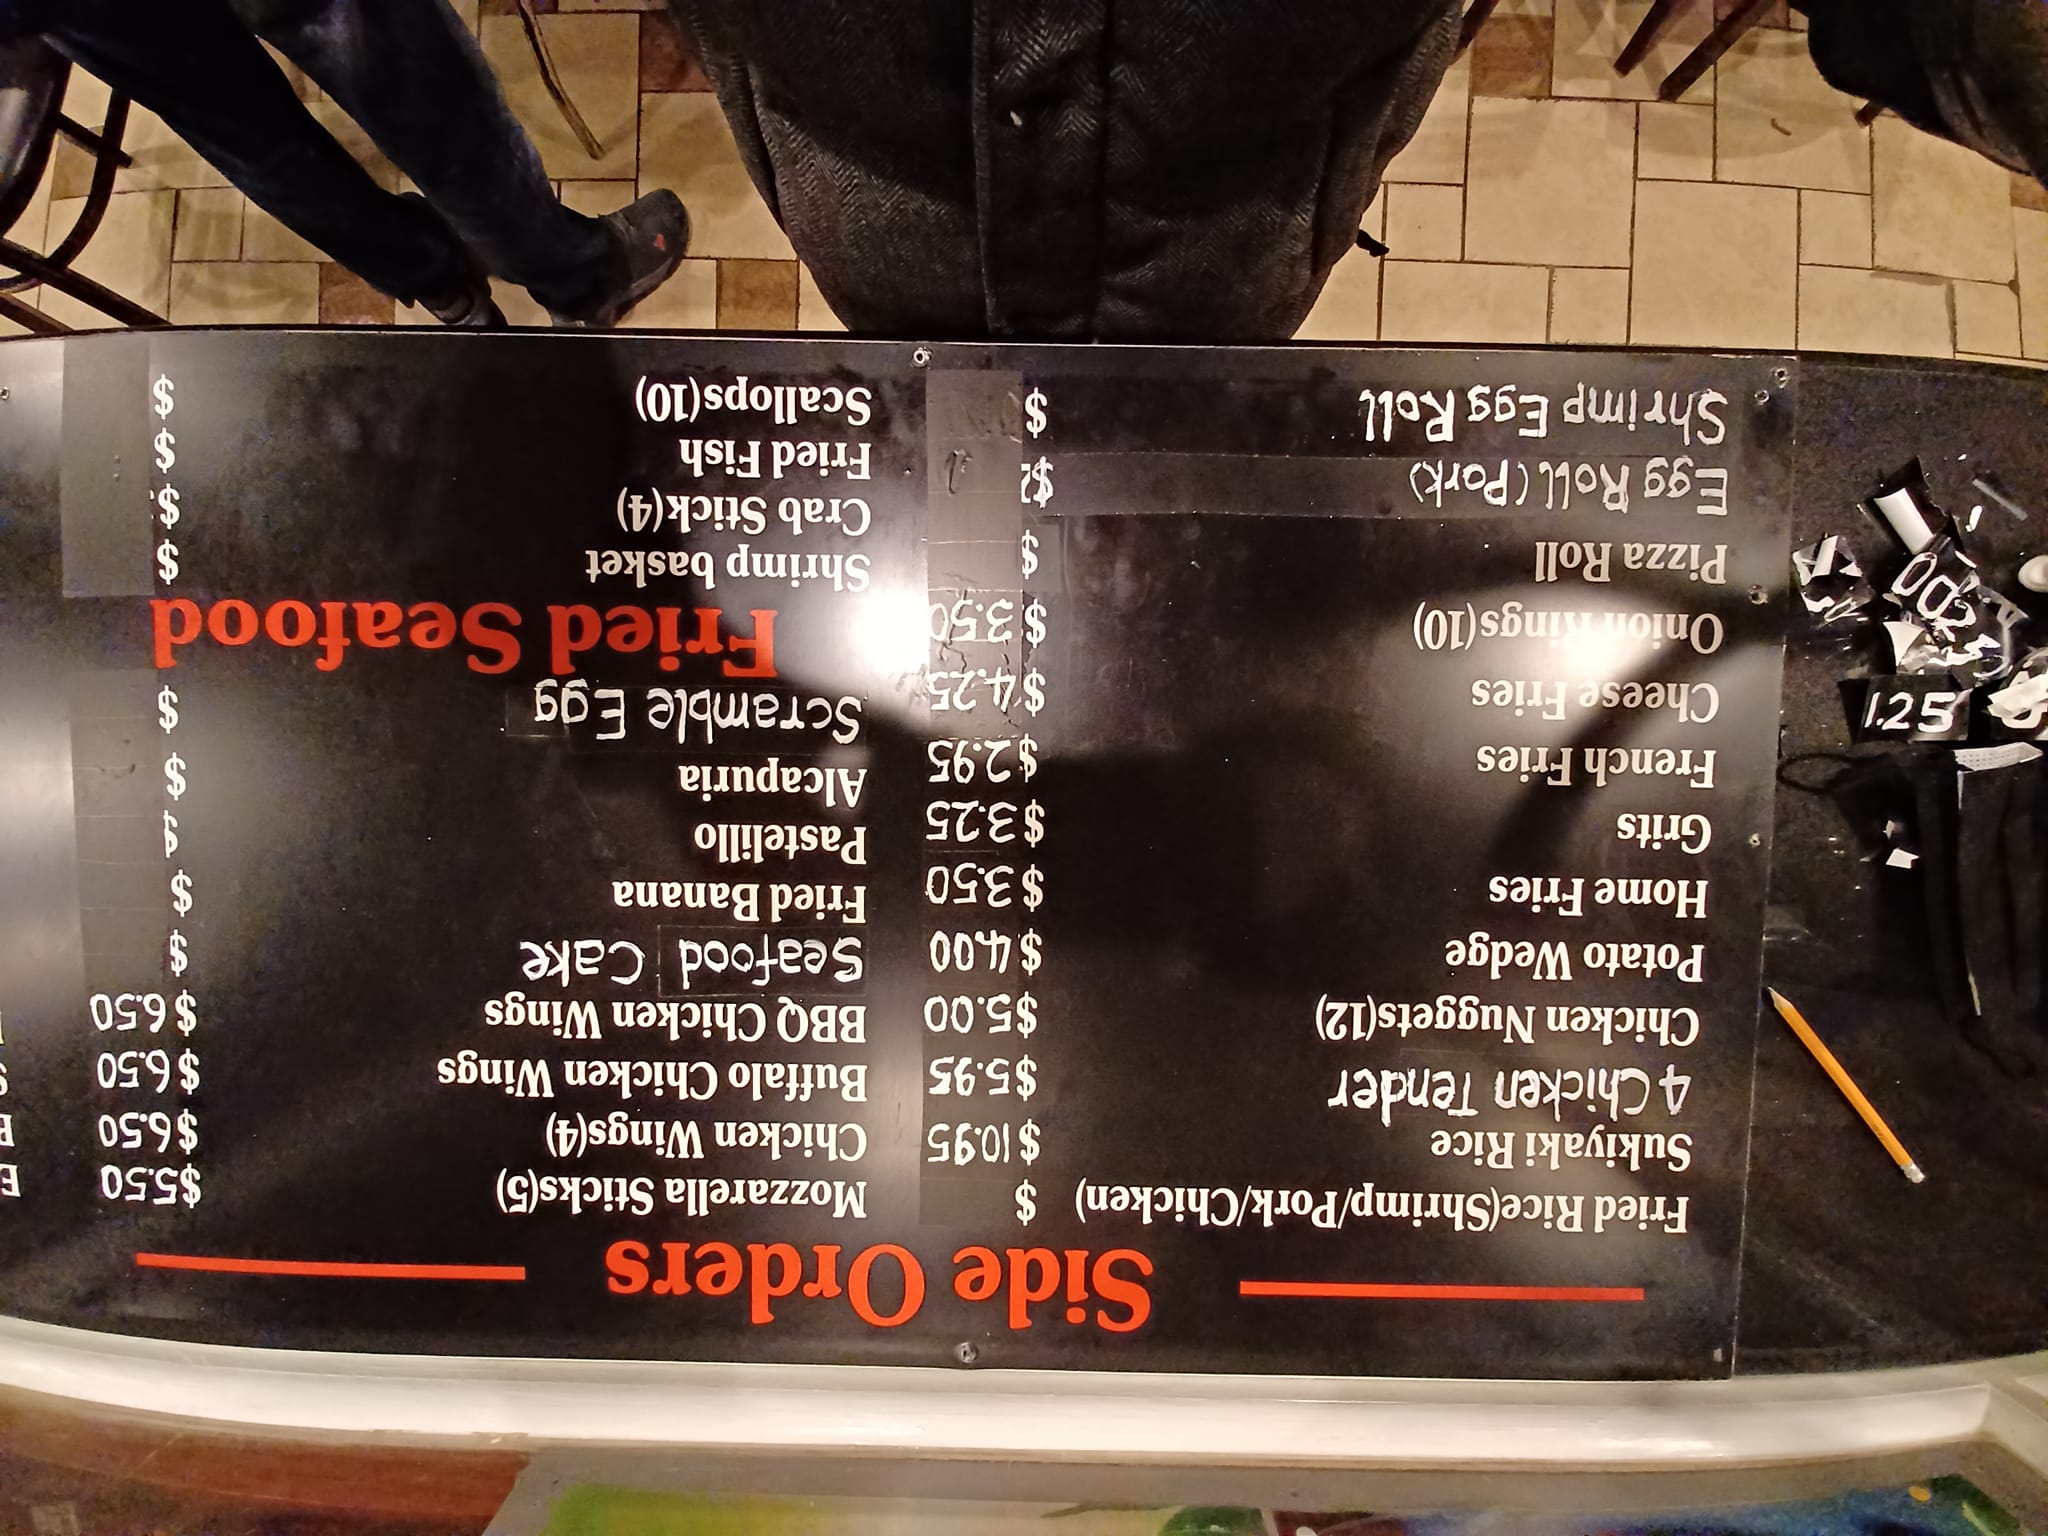 Side Orders
Fried Rice(Shrimp/Pork/Chicken) $
Sukiyaki Rice $10.95
4 Chicken Tender $5.95
Chicken Nuggets(12) $5.00
Potato Wedge $4.00
Home Fries $3.50
Grits $3.25
French Fries $2.95
Cheese Fries $4.25
Onion Rings(10) $3.50
Pizza Roll $
Egg Roll (Pork) $
Shrimp Egg Roll $
Mozzarella Sticks(5) $5.50
Chicken Wings(4) $6.50
Buffalo Chicken Wings $6.50
BBQ Chicken Wings $6.50
Seafood Cake $
Fried Banana $
Pastelillo $
Alcapuria $
Scramble Egg $
Fried Seafood
Shrimp basket $
Crab Stick(4) $
Fried Fish $
Scallops(10) $
1.25